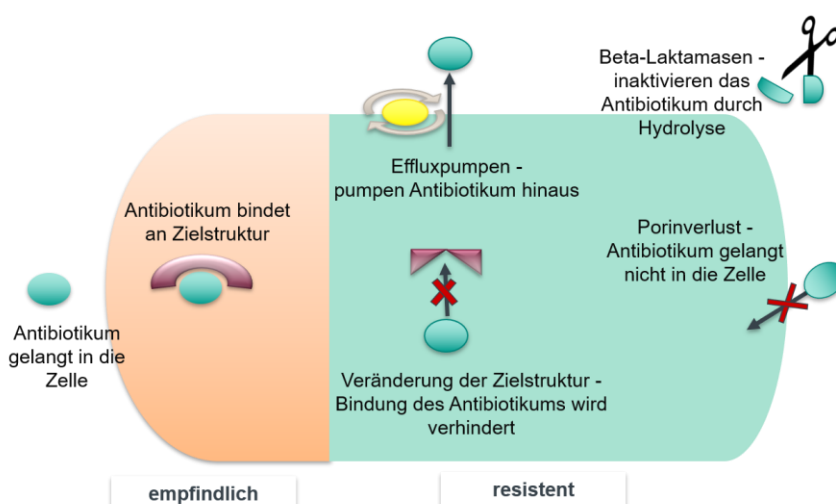 Beta-Laktamasen -
inaktivieren das
Antibiotikum durch
Hydrolyse
Effluxpumpen -
pumpen Antibiotikum hinaus
Antibiotikum bindet
an Zielstruktur
Porinverlust -
Antibiotikum gelangt
nicht in die Zelle
Antibiotikum
gelangt in die
Zelle
Veränderung der Zielstruktur -
Bindung des Antibiotikums wird
verhindert
empfindlich
resistent